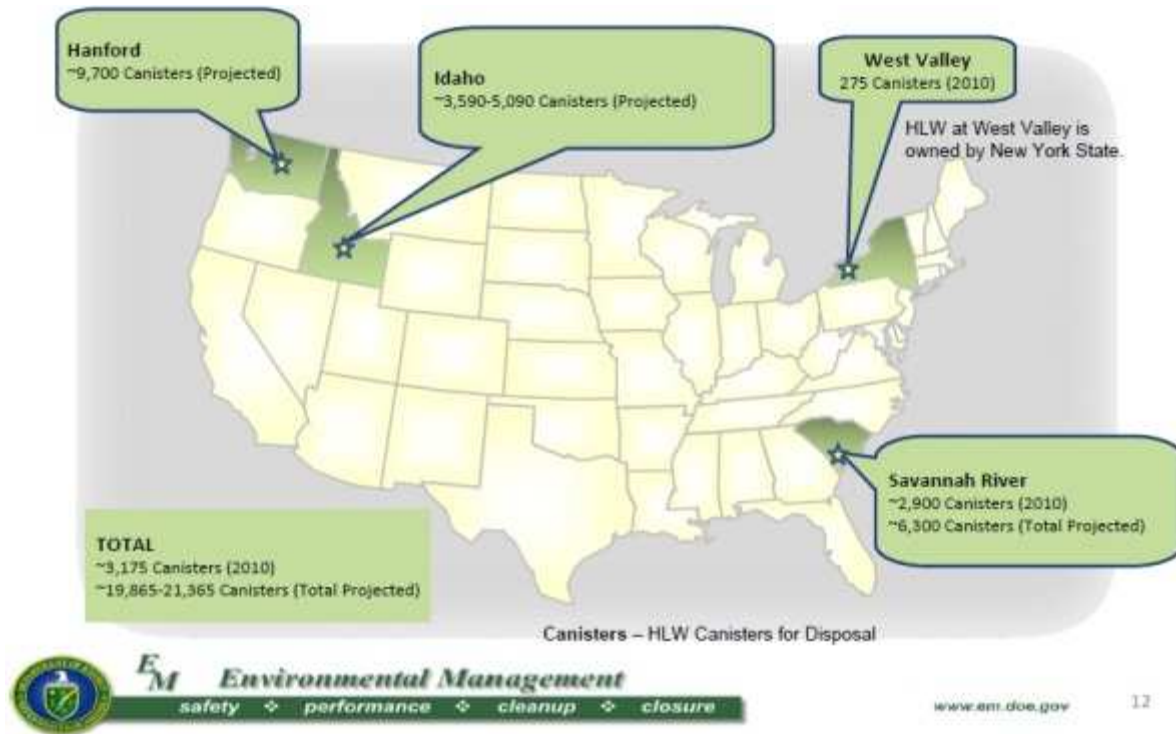 Hanford
~9,700 Canisters (Projected)
Idaho
~3,590-5,090 Canisters (Projected)
West Valley
275 Canisters (2010)
HLW at West Valley is
owned by New York State.
Savannah River
~2,900 Canisters (2010)
~6,300 Canisters (Total Projected)
TOTAL
~3,175 Canisters (2010)
~19,865-21,365 Canisters (Total Projected)
Canisters – HLW Canisters for Disposal
EM Environmental Management
safety ❖ performance ❖ cleanup ❖ closure
www.em.doe.gov
12